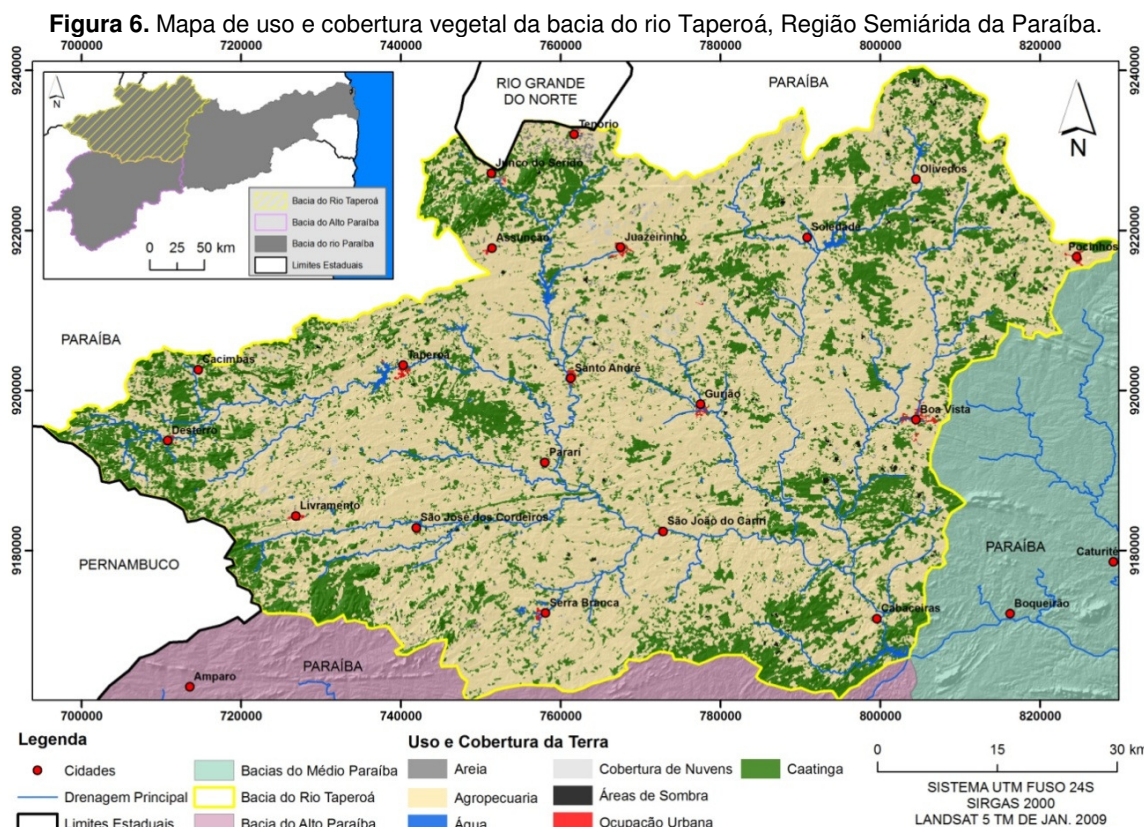 Figura 6. Mapa de uso e cobertura vegetal da bacia do rio Taperoá, Região Semiárida da Paraíba.
700000 720000 740000 760000 780000 800000 820000
9240000
9240000
RIO GRANDE
DO NORTE
PARAÍBA
N
N
Tenório
Junco do Seridó
Olivedos
Bacia do Rio Taperoá
Bacia do Alto Paraíba
Bacia do rio Paraíba
Limites Estaduais
0 25 50 km
9220000
9220000
Assunção
Juazeirinho
Soledade
Pocinhos
PARAÍBA
Cacimbas
Taperoá
Santo André
9200000
9200000
Gurjão
Boa Vista
Desterro
Parari
Livramento
São José dos Cordeiros
São João do Cariri
9180000
9180000
PERNAMBUCO
PARAÍBA
Caturité
Serra Branca
Cabaceiras
Boqueirão
PARAÍBA
Amparo
700000 720000 740000 760000 780000 800000 820000
Legenda
Cidades
Drenagem Principal
Limites Estaduais
Bacias do Médio Paraíba
Bacia do Rio Taperoá
Bacia do Alto Paraíba
Uso e Cobertura da Terra
Areia
Agropecuaria
Água
Cobertura de Nuvens
Áreas de Sombra
Ocupação Urbana
Caatinga
0 15 30 km
SISTEMA UTM FUSO 24S
SIRGAS 2000
LANDSAT 5 TM DE JAN. 2009